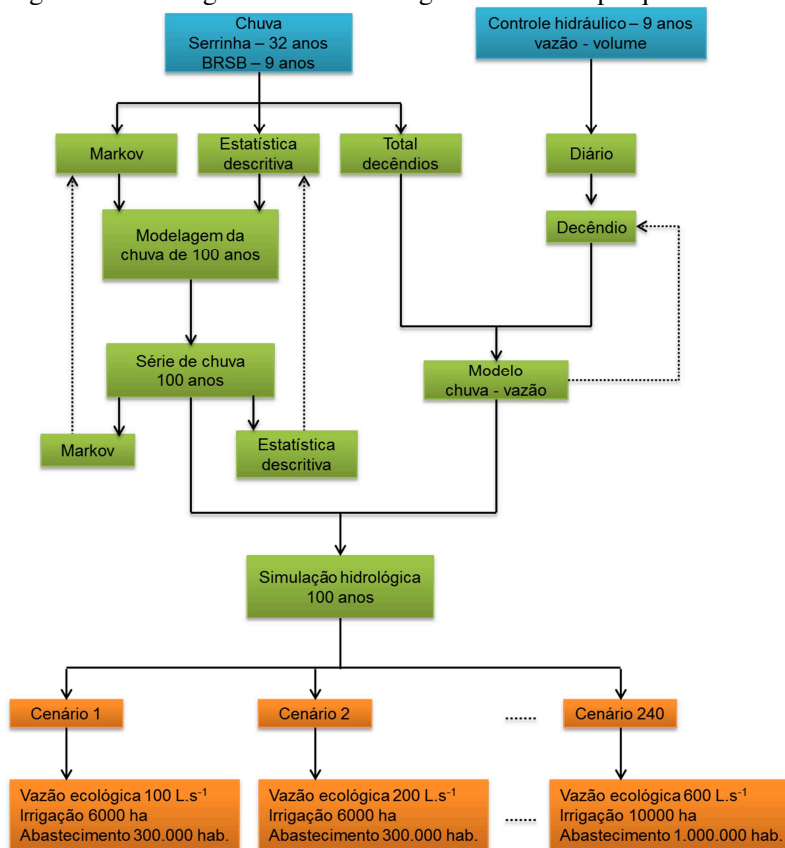 Chuva
Serrinha – 32 anos
BRSB – 9 anos
Controle hidráulico – 9 anos
vazão - volume
Markov
Estatística
descritiva
Total
decêndios
Diário
Modelagem da
chuva de 100 anos
Decêndio
Série de chuva
100 anos
Modelo
chuva - vazão
Markov
Estatística
descritiva
Simulação hidrológica
100 anos
Cenário 1
Cenário 2
.......
Cenário 240
Vazão ecológica 100 L.s⁻¹
Irrigação 6000 ha
Abastecimento 300.000 hab.
Vazão ecológica 200 L.s⁻¹
Irrigação 6000 ha
Abastecimento 300.000 hab.
.......
Vazão ecológica 600 L.s⁻¹
Irrigação 10000 ha
Abastecimento 1.000.000 hab.